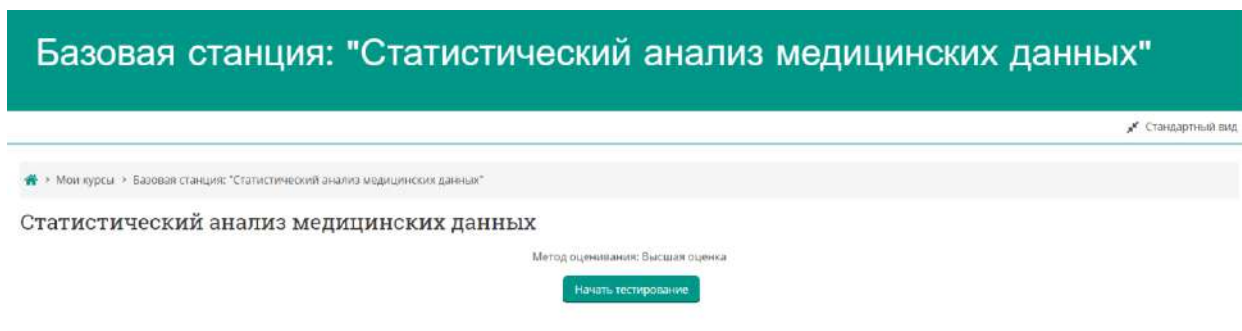 Базовая станция: "Статистический анализ медицинских данных"
Стандартный вид
Мои курсы > Базовая станция: "Статистический анализ медицинских данных"
Статистический анализ медицинских данных
Метод оценивания: Высшая оценка
Начать тестирование